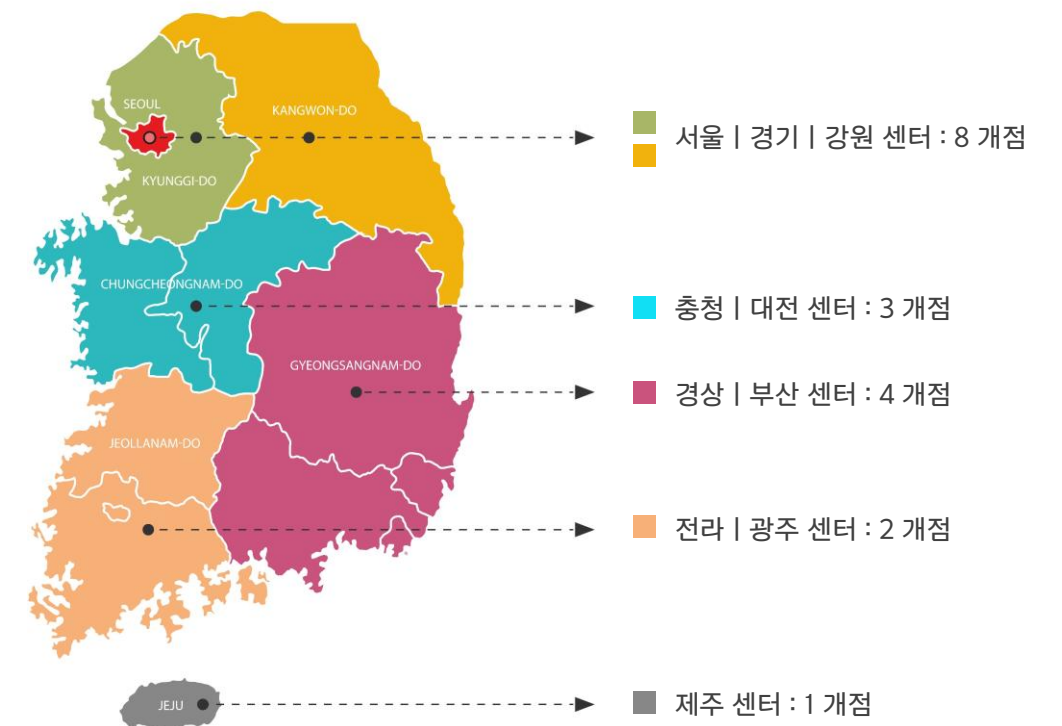 SEOUL
KANGWON-DO
서울 | 경기 | 강원 센터 : 8 개점
KYUNGGI-DO
CHUNGCHEONGNAM-DO
충청 | 대전 센터 : 3 개점
GYEONGSANGNAM-DO
경상 | 부산 센터 : 4 개점
JEOLLANAM-DO
전라 | 광주 센터 : 2 개점
JEJU
제주 센터 : 1 개점